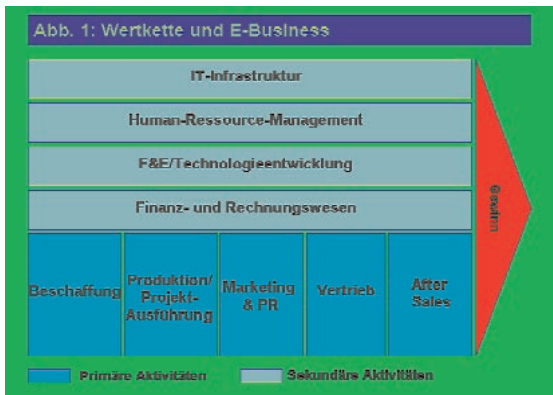 Abb. 1: Wertkette und E-Business
IT-Infrastruktur
Human-Ressource-Management
F&E/Technologieentwicklung
Finanz- und Rechnungswesen
Gewinn
Beschaffung
Produktion/
Projekt-
Ausführung
Marketing
& PR
Vertrieb
After
Sales
Primäre Aktivitäten
Sekundäre Aktivitäten